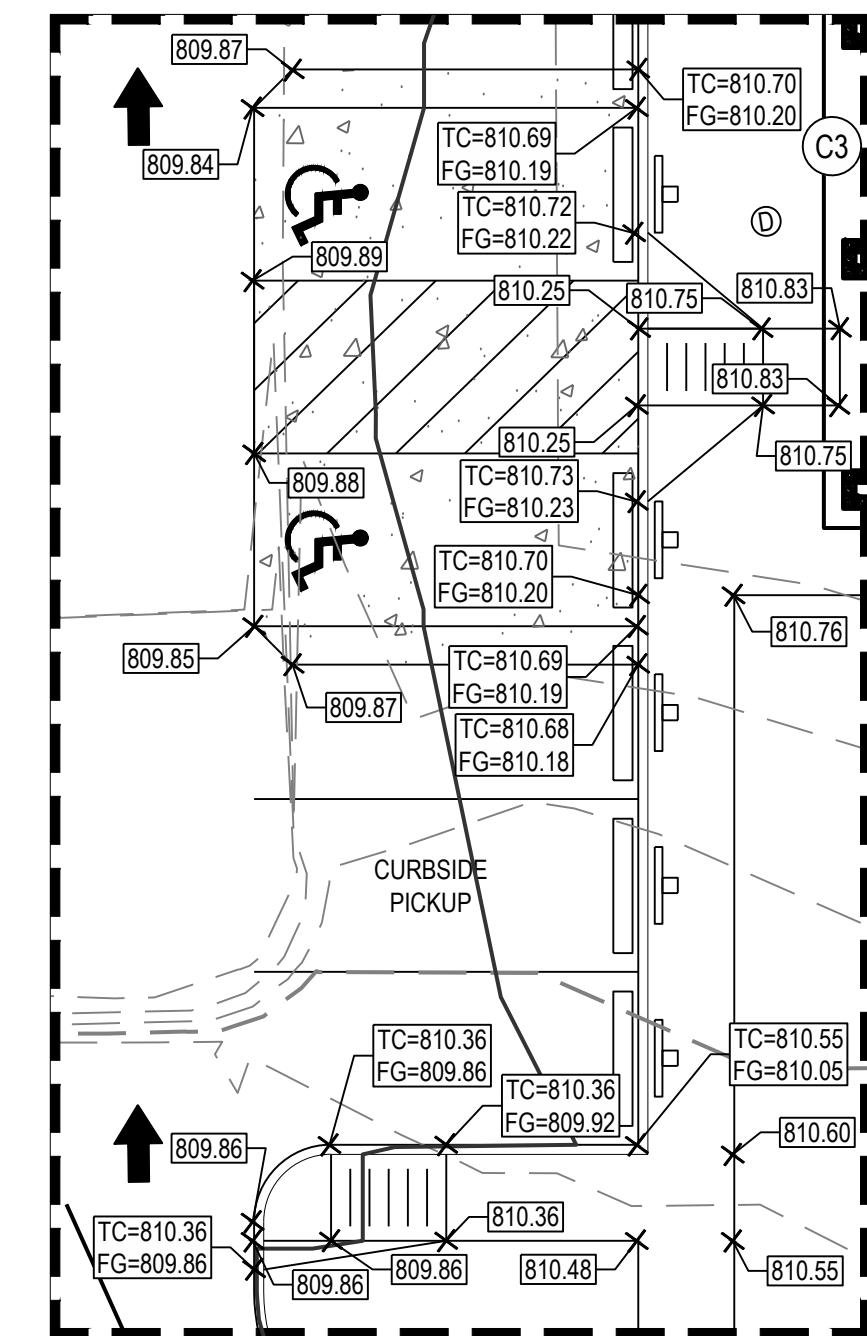 809.87
TC=810.70
FG=810.20
TC=810.69
FG=810.19
C3
809.84
TC=810.72
FG=810.22
D
809.89
810.25
810.75
810.83
810.83
810.25
810.75
809.88
TC=810.73
FG=810.23
TC=810.70
FG=810.20
810.76
809.85
TC=810.69
FG=810.19
809.87
TC=810.68
FG=810.18
CURBSIDE
PICKUP
TC=810.36
FG=809.86
TC=810.55
FG=810.05
TC=810.36
FG=809.92
809.86
810.60
810.36
TC=810.36
FG=809.86
809.86
809.86
810.48
810.55